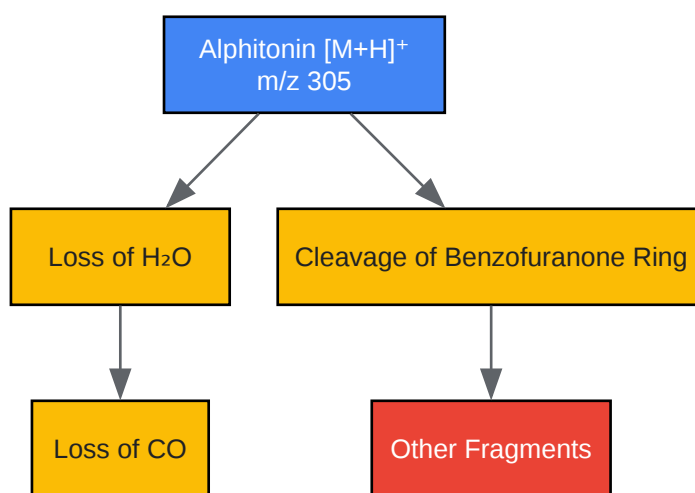 Alphitonin [M+H]⁺
m/z 305
Loss of H₂O
Cleavage of Benzofuranone Ring
Loss of CO
Other Fragments